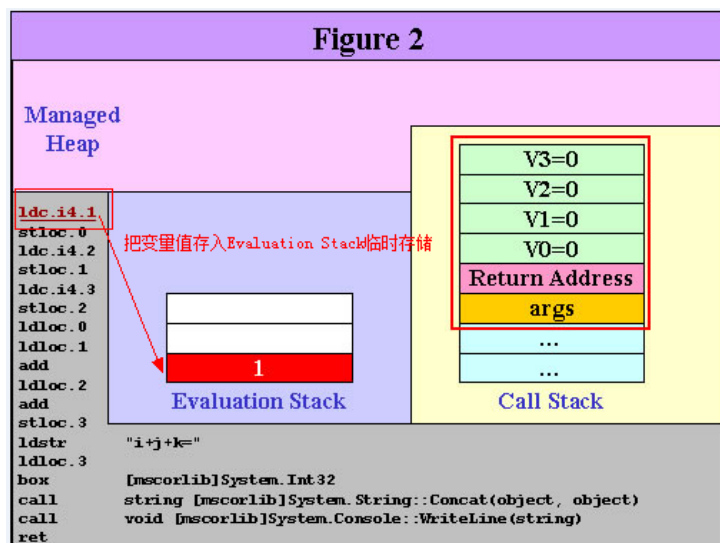 Figure 2
Managed
Heap
V3=0
V2=0
V1=0
V0=0
Return Address
args
...
...
Call Stack
把变量值存入Evaluation Stack临时存储
1
Evaluation Stack
ldc.i4.1
stloc.0
ldc.i4.2
stloc.1
ldc.i4.3
stloc.2
ldloc.0
ldloc.1
add
ldloc.2
add
stloc.3
ldstr "i+j+k="
ldloc.3
box [mscorlib]System.Int32
call string [mscorlib]System.String::Concat(object, object)
call void [mscorlib]System.Console::WriteLine(string)
ret